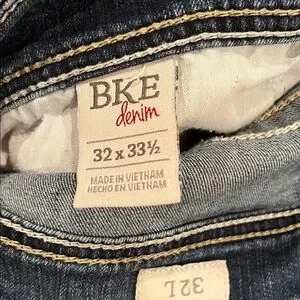 BKE
denim
32 x 33½
MADE IN VIETNAM
HECHO EN VIETNAM
32L